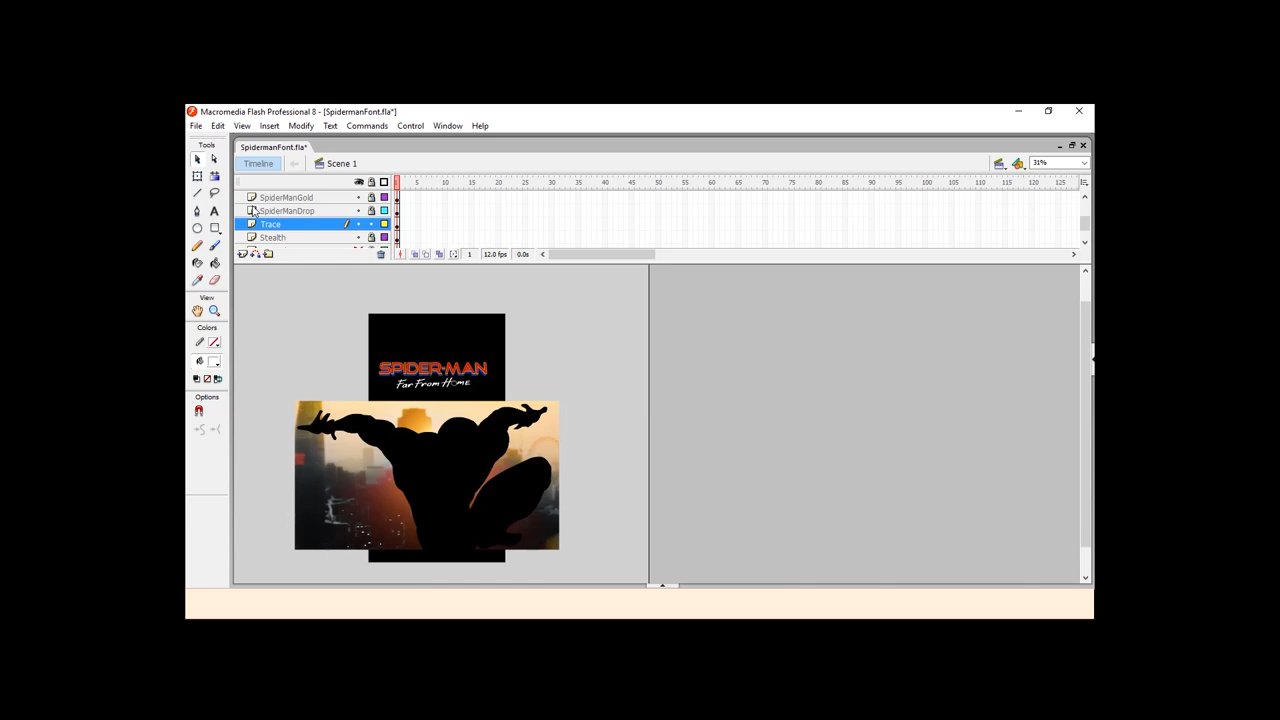 Macromedia Flash Professional 8 - [SpidermanFont.fla*]
File Edit View Insert Modify Text Commands Control Window Help
Tools
SpidermanFont.fla*
Timeline Scene 1 31%
5 10 15 20 25 30 35 40 45 50 55 60 65 70 75 80 85 90 95 100 105 110 115 120 125
SpiderManGold
SpiderManDrop
Trace
Stealth
1 12.0 fps 0.0s
View
Colors
Options
SPIDER-MAN
Far From Home